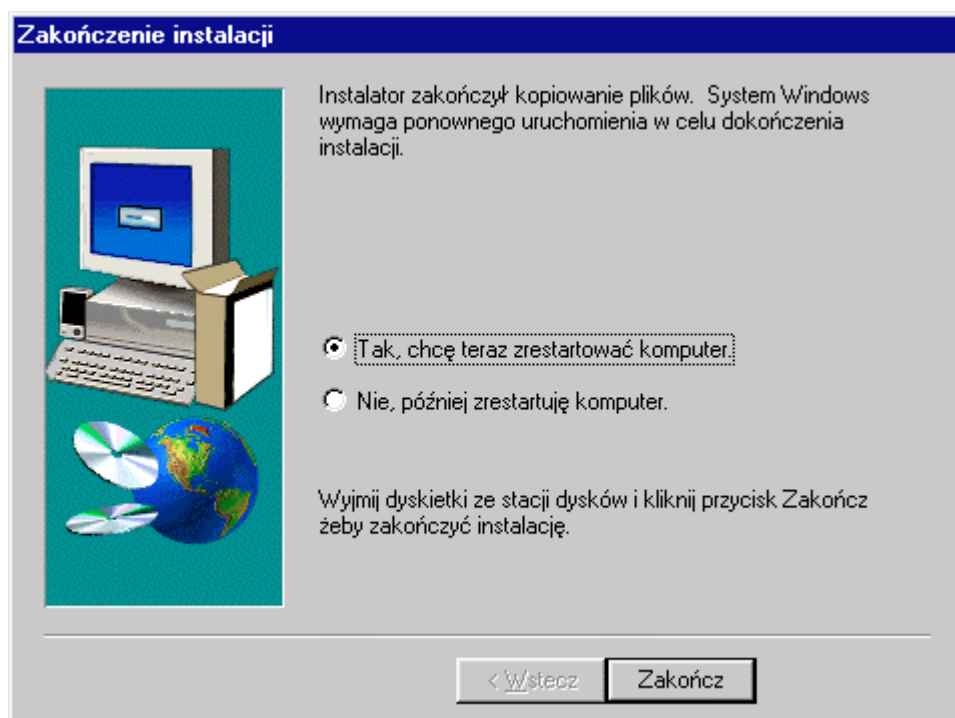 Zakończenie instalacji
Instalator zakończył kopiowanie plików. System Windows
wymaga ponownego uruchomienia w celu dokończenia
instalacji.
Tak, chcę teraz zrestartować komputer.
Nie, później zrestartuję komputer.
Wyjmij dyskietki ze stacji dysków i kliknij przycisk Zakończ
żeby zakończyć instalację.
< Wstecz
Zakończ